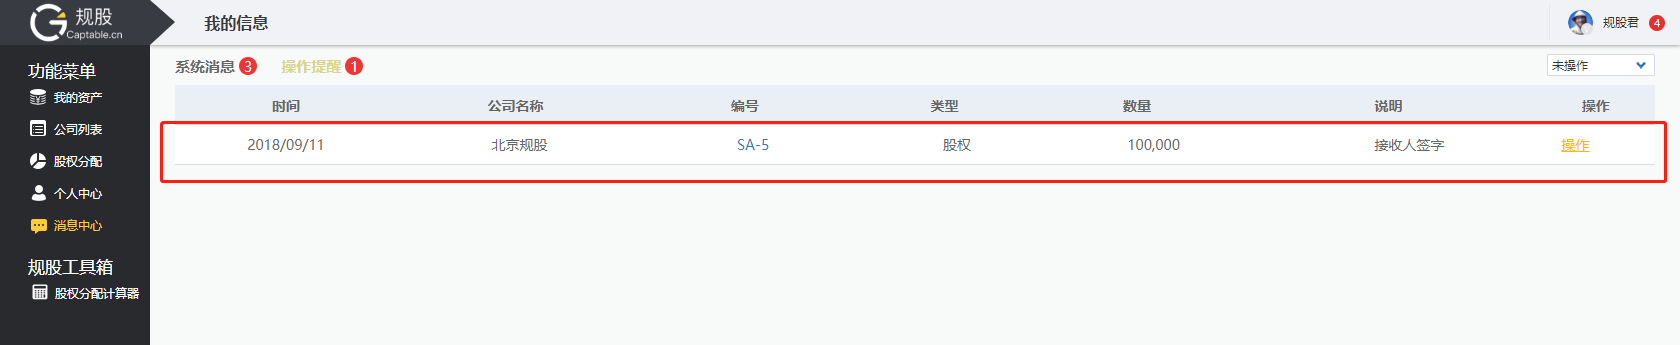 规股
Captable.cn
我的信息
规股君 4
功能菜单
我的资产
公司列表
股权分配
个人中心
消息中心
规股工具箱
股权分配计算器
系统消息 3 操作提醒 1
未操作
时间 公司名称 编号 类型 数量 说明 操作
2018/09/11 北京规股 SA-5 股权 100,000 接收人签字 操作